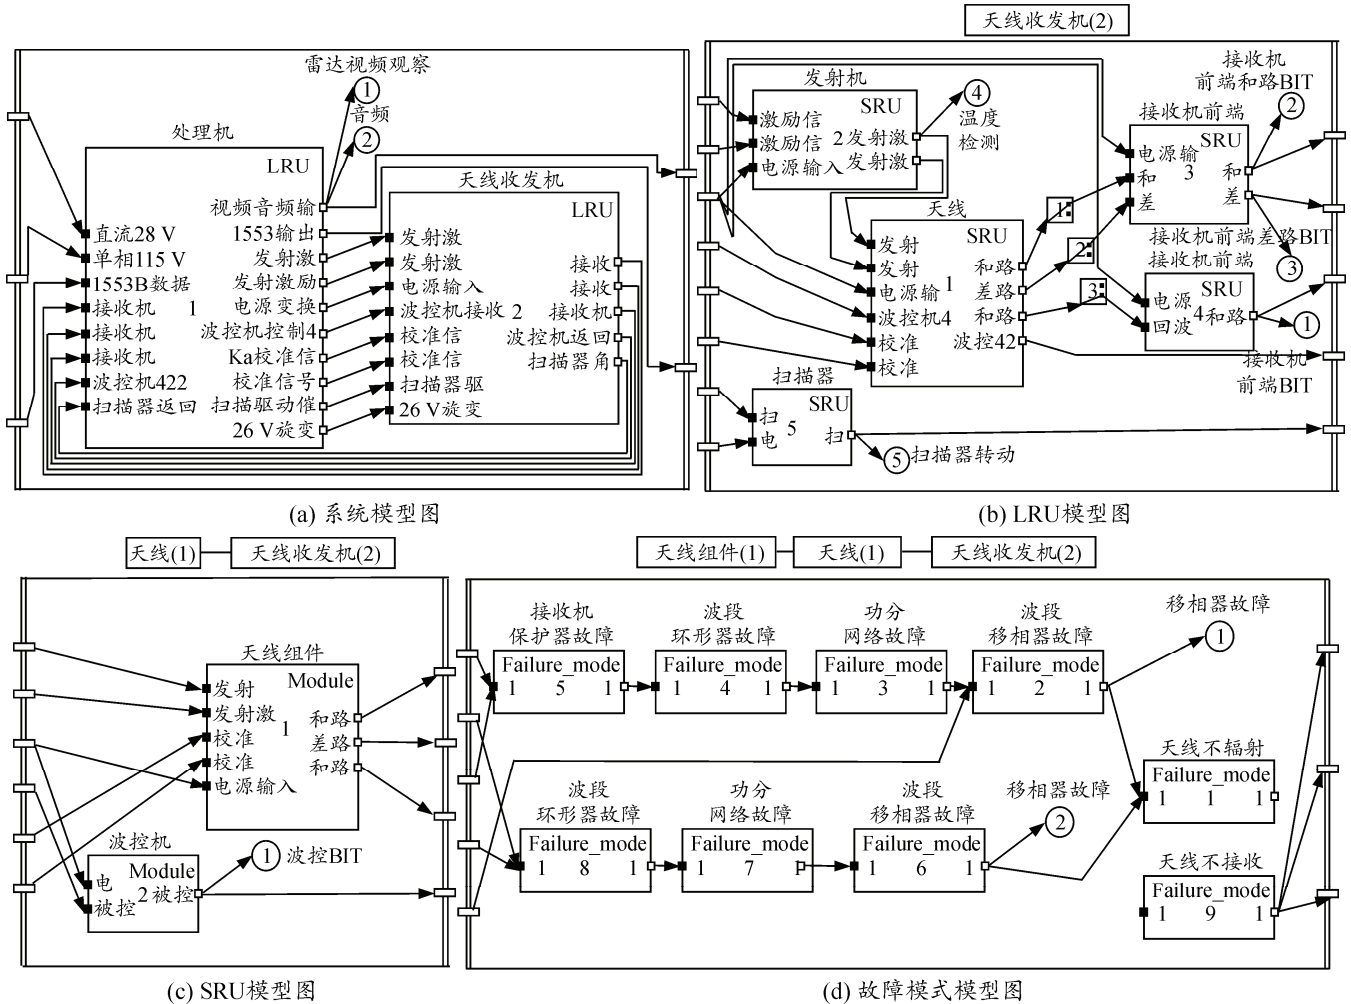 雷达视频观察
①
音频
②
处理机
LRU
视频音频输
1553输出
发射激
发射激励
电源变换
波控机控制4
Ka校准信
校准信号
扫描驱动催
26 V旋变
直流28 V
单相115 V
1553B数据
接收机
1
接收机
接收机
波控机422
扫描器返回
天线收发机
LRU
发射激
发射激
电源输入
波控机接收 2
校准信
校准信
扫描器驱
26 V旋变
接收
接收
接收机
波控机返回
扫描器角
(a) 系统模型图
天线收发机(2)
发射机
SRU
激励信
激励信
电源输入
2
发射激
发射激
④
温度
检测
天线
SRU
发射
发射
电源输
1
波控机4
校准
校准
和路
差路
和路
波控42
1
2
3
接收机
前端和路BIT
②
接收机前端
SRU
电源输
和
差
3
和
差
接收机前端差路BIT
③
接收机前端
SRU
电源
回波
4
和路
①
接收机
前端BIT
扫描器
SRU
扫
电
5
扫
⑤
扫描器转动
(b) LRU模型图
天线(1)
天线收发机(2)
天线组件
Module
发射
发射激
校准
校准
电源输入
1
和路
差路
和路
波控机
Module
电
被控
2
被控
①
波控BIT
(c) SRU模型图
天线组件(1)
天线(1)
天线收发机(2)
接收机
保护器故障
Failure_mode
1 5 1
波段
环形器故障
Failure_mode
1 4 1
功分
网络故障
Failure_mode
1 3 1
波段
移相器故障
Failure_mode
1 2 1
移相器故障
①
天线不辐射
Failure_mode
1 1 1
波段
环形器故障
Failure_mode
1 8 1
功分
网络故障
Failure_mode
1 7 1
波段
移相器故障
Failure_mode
1 6 1
移相器故障
②
天线不接收
Failure_mode
1 9 1
(d) 故障模式模型图